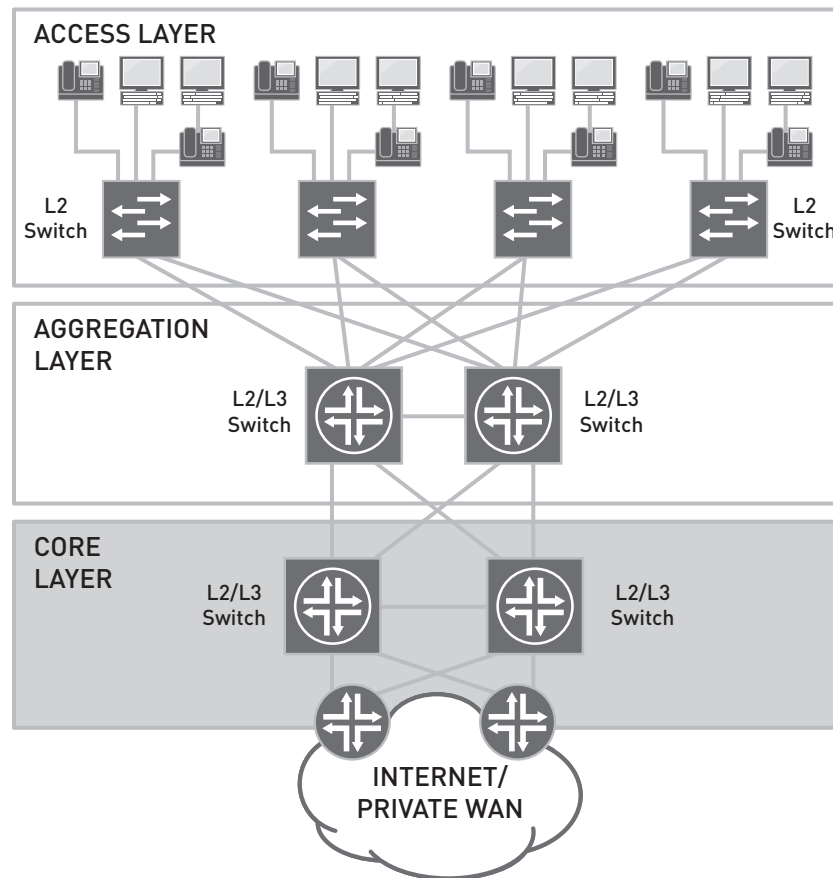 ACCESS LAYER
L2
Switch
L2
Switch
AGGREGATION
LAYER
L2/L3
Switch
L2/L3
Switch
CORE
LAYER
L2/L3
Switch
L2/L3
Switch
INTERNET/
PRIVATE WAN